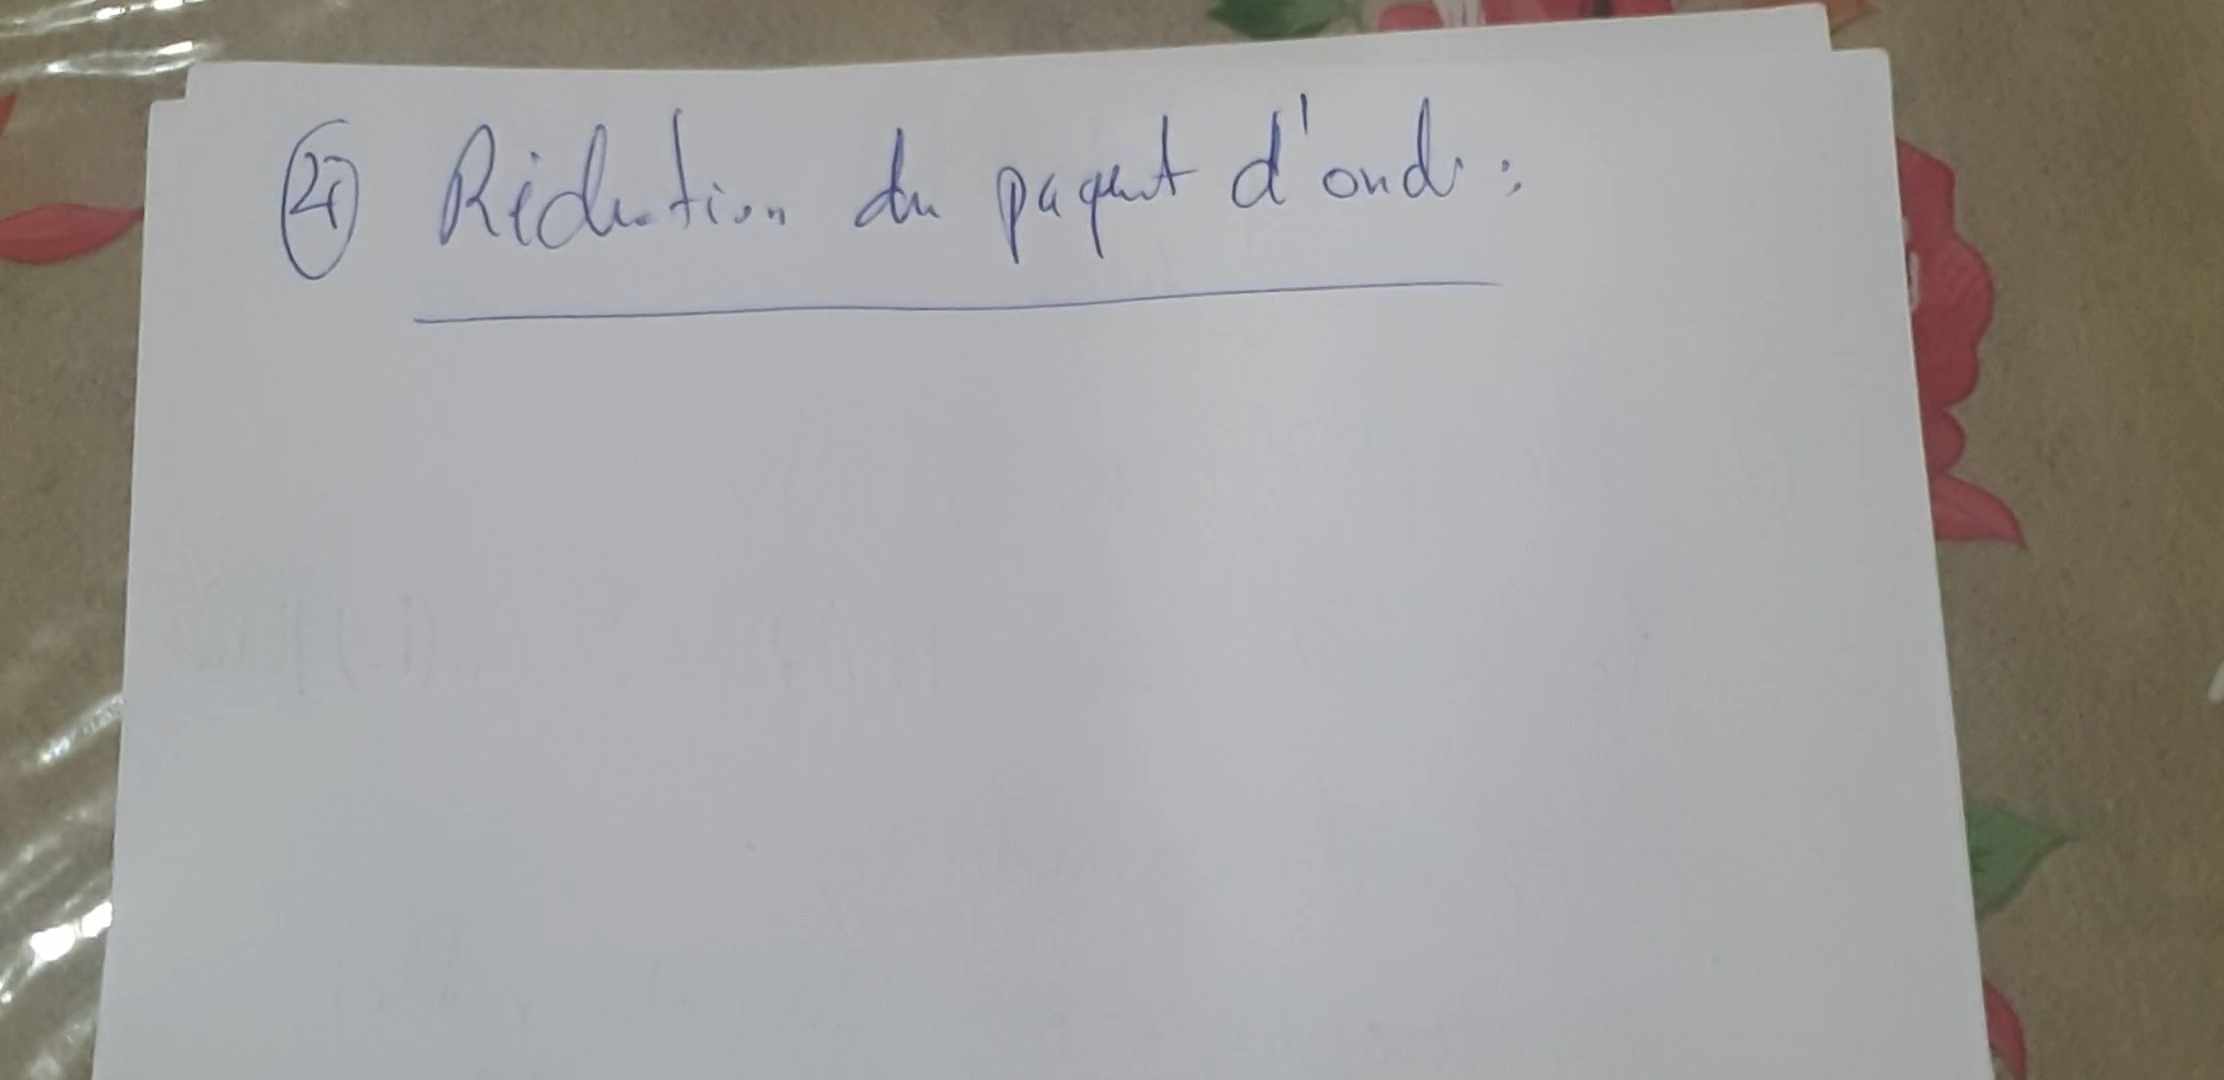 ④ Réduction du paquet d'onde :